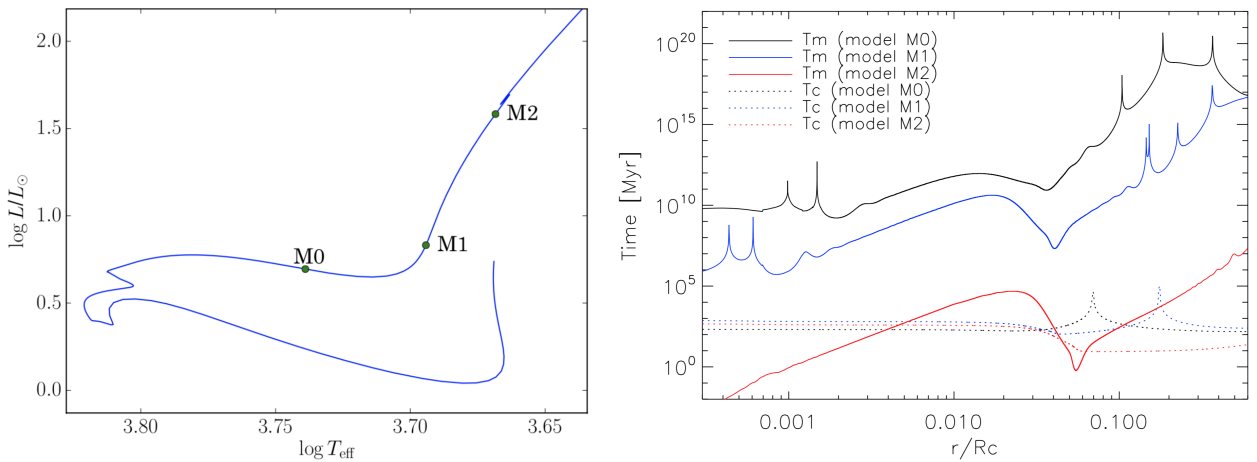 2.0
1.5
1.0
0.5
0.0
log L/L⊙
3.80
3.75
3.70
3.65
log T_eff
M0
M1
M2
10^20
10^15
10^10
10^5
10^0
Time [Myr]
Tm (model M0)
Tm (model M1)
Tm (model M2)
Tc (model M0)
Tc (model M1)
Tc (model M2)
0.001
0.010
0.100
r/Rc